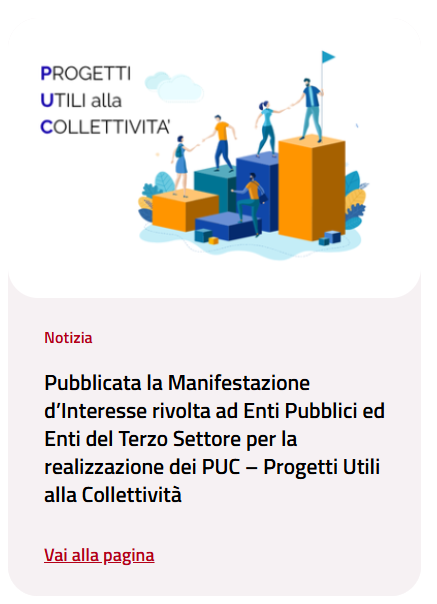 PROGETTI
UTILI alla
COLLETTIVITA'
Notizia
Pubblicata la Manifestazione
d’Interesse rivolta ad Enti Pubblici ed
Enti del Terzo Settore per la
realizzazione dei PUC – Progetti Utili
alla Collettività
Vai alla pagina